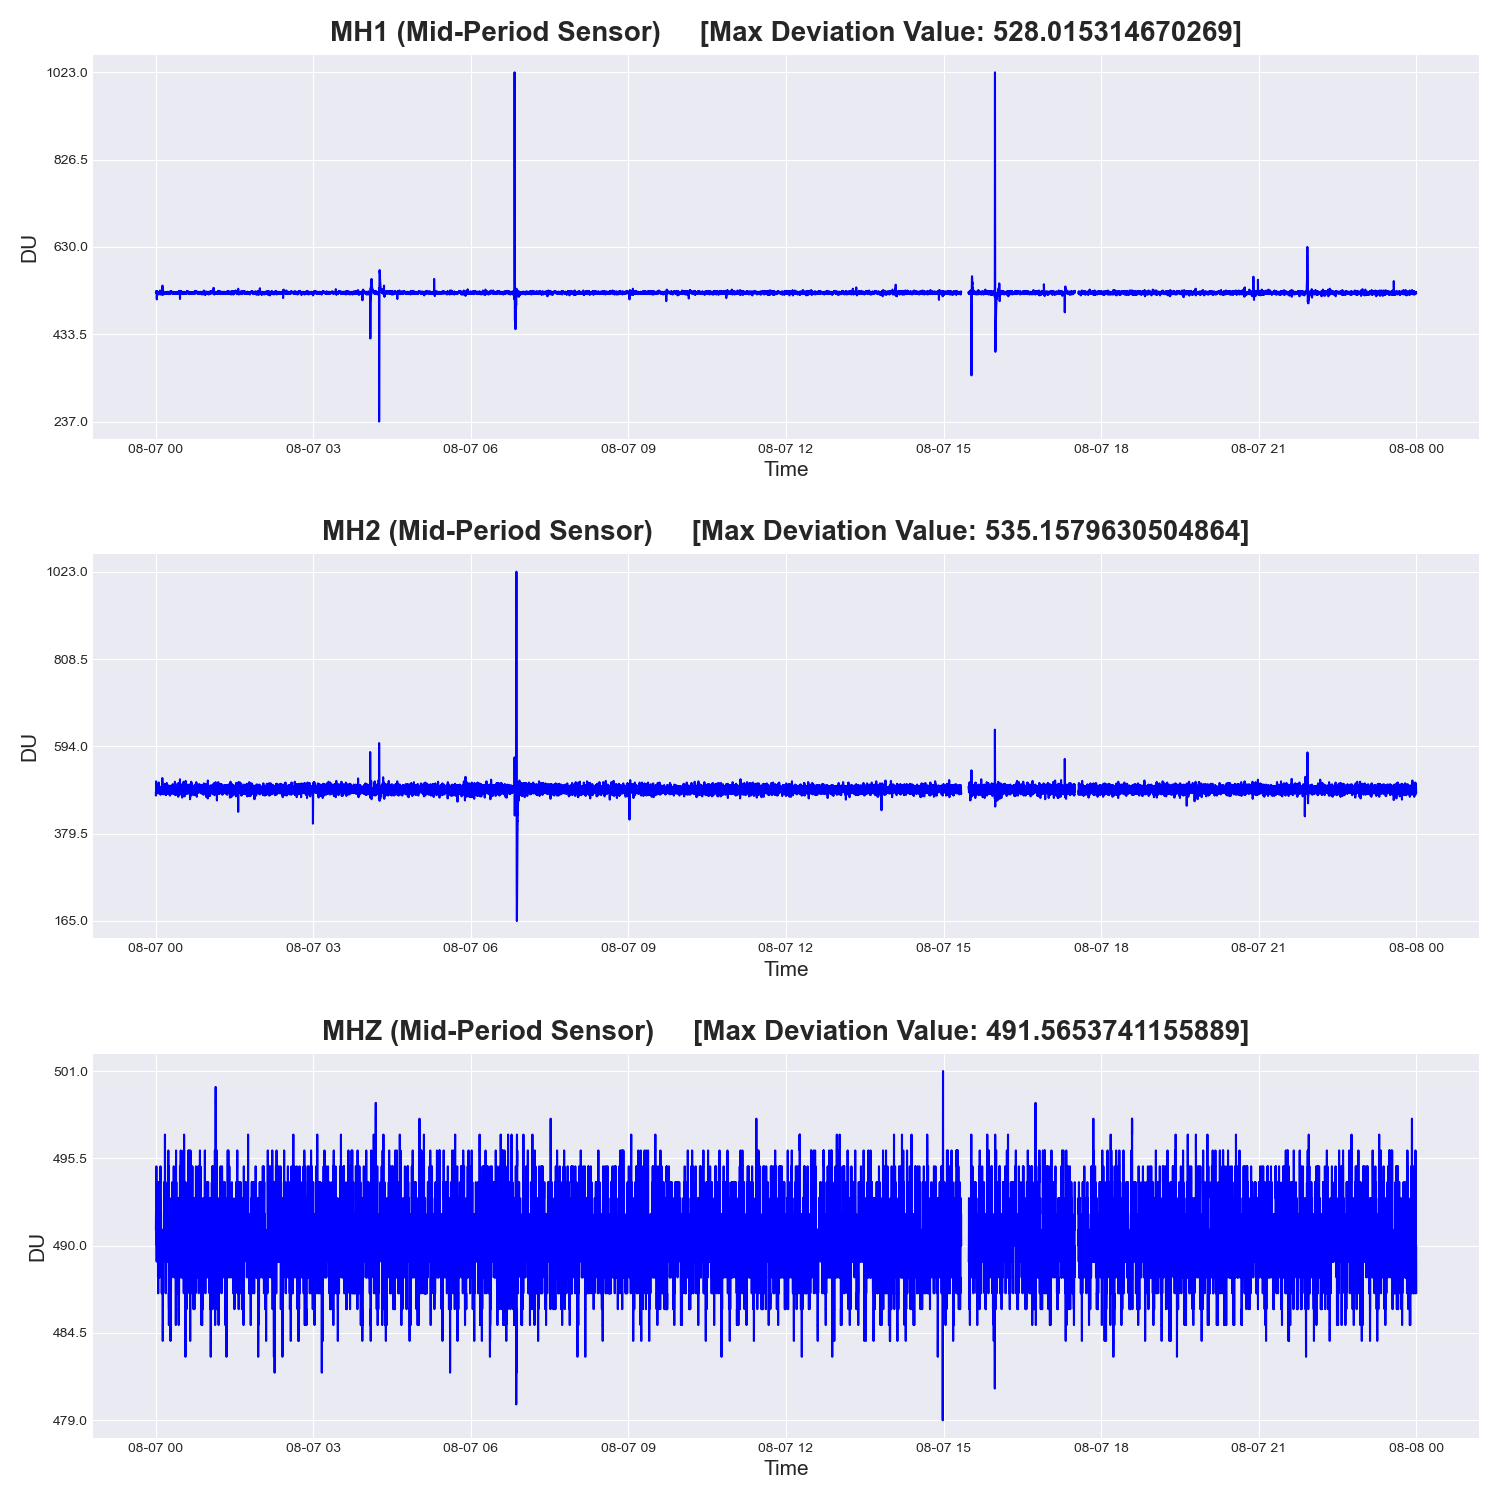 MH1 (Mid-Period Sensor) [Max Deviation Value: 528.015314670269]
1023.0
826.5
630.0
433.5
237.0
DU
08-07 00 08-07 03 08-07 06 08-07 09 08-07 12 08-07 15 08-07 18 08-07 21 08-08 00
Time
MH2 (Mid-Period Sensor) [Max Deviation Value: 535.1579630504864]
1023.0
808.5
594.0
379.5
165.0
DU
08-07 00 08-07 03 08-07 06 08-07 09 08-07 12 08-07 15 08-07 18 08-07 21 08-08 00
Time
MHZ (Mid-Period Sensor) [Max Deviation Value: 491.5653741155889]
501.0
495.5
490.0
484.5
479.0
DU
08-07 00 08-07 03 08-07 06 08-07 09 08-07 12 08-07 15 08-07 18 08-07 21 08-08 00
Time